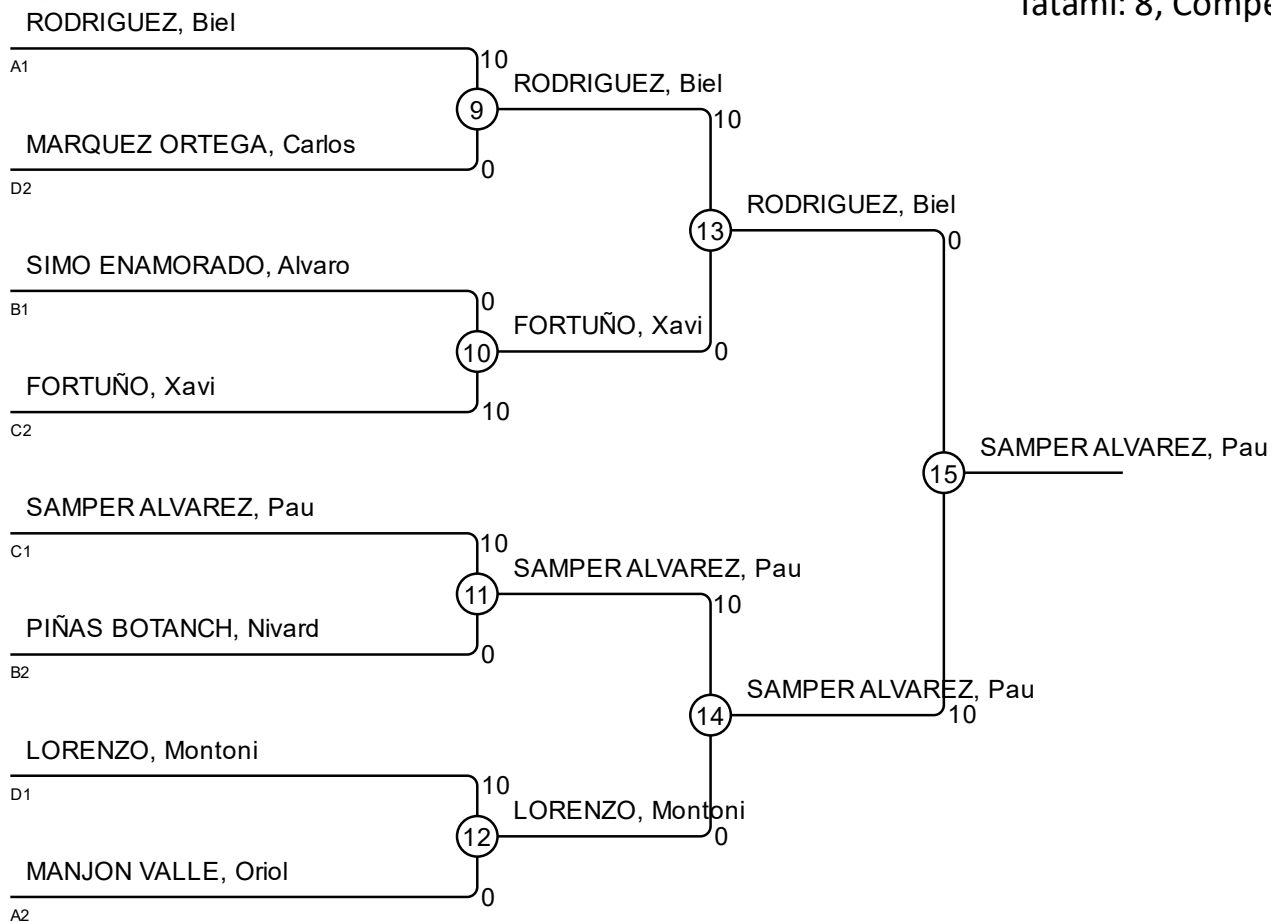 Tatami: 8,
RODRIGUEZ, Biel
A1
10
9
RODRIGUEZ, Biel
10
MARQUEZ ORTEGA, Carlos
0
D2
13
RODRIGUEZ, Biel
0
SIMO ENAMORADO, Alvaro
B1
0
10
FORTUÑO, Xavi
0
FORTUÑO, Xavi
10
C2
15
SAMPER ALVAREZ, Pau
SAMPER ALVAREZ, Pau
C1
10
11
SAMPER ALVAREZ, Pau
10
PIÑAS BOTANCH, Nivard
0
B2
14
SAMPER ALVAREZ, Pau
10
LORENZO, Montoni
D1
10
12
LORENZO, Montoni
0
MANJON VALLE, Oriol
0
A2